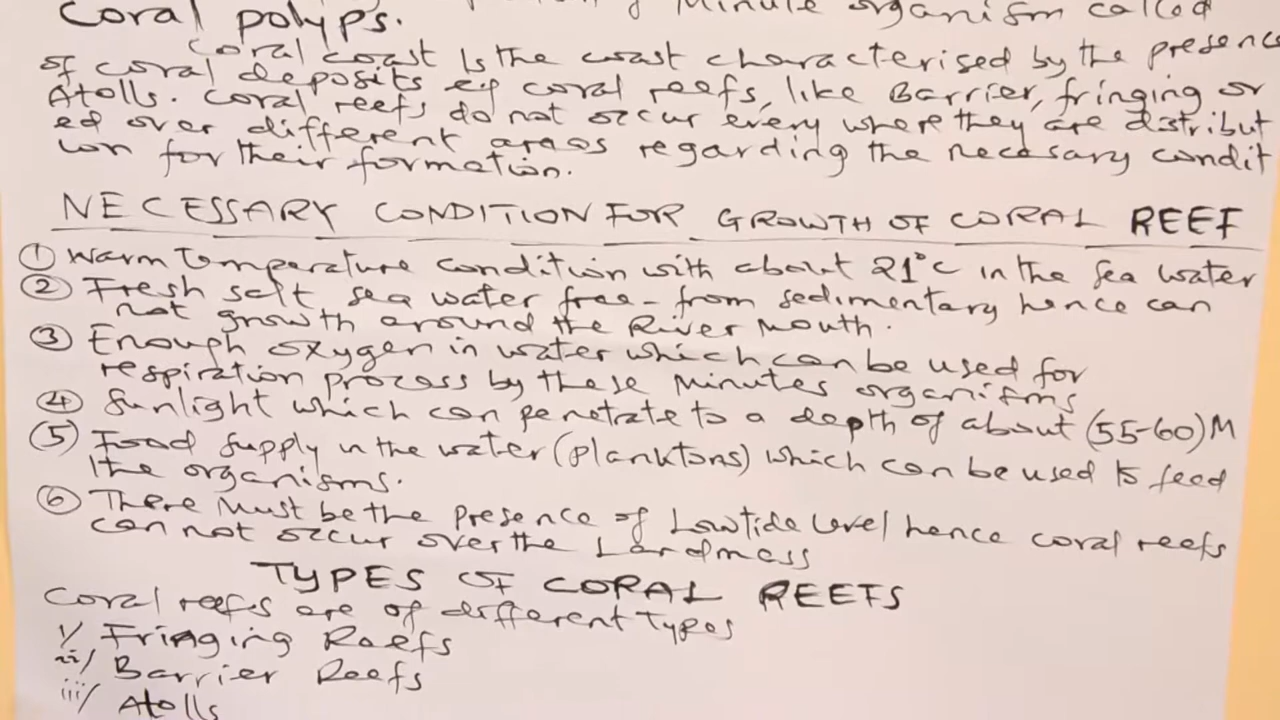 Minute organism called
Coral polyps.
Coral coast Is the coast characterised by the presence
of coral deposits eg coral reefs, like Barrier, fringing or
Atolls. Coral reefs do not occur every where they are distribut
ed over different areas regarding the necessary condit
ion for their formation.
NECESSARY CONDITION FOR GROWTH OF CORAL REEF
① Warm temperature condition with about 21°c in the sea water
② Fresh salt sea water free-from sedimentary hence can
not growth around the River mouth.
③ Enough oxygen in water which can be used for
respiration process by these minutes organisms
④ Sunlight which can penetrate to a depth of about (55-60)M
⑤ Food supply in the water (planktons) which can be used to feed
the organisms.
⑥ There Must be the presence of Low tide level hence coral reefs
can not occur over the Landmass
TYPES OF CORAL REEFS
Coral reefs are of different types
i/ Fringing Reefs
ii/ Barrier Reefs
iii/ Atolls